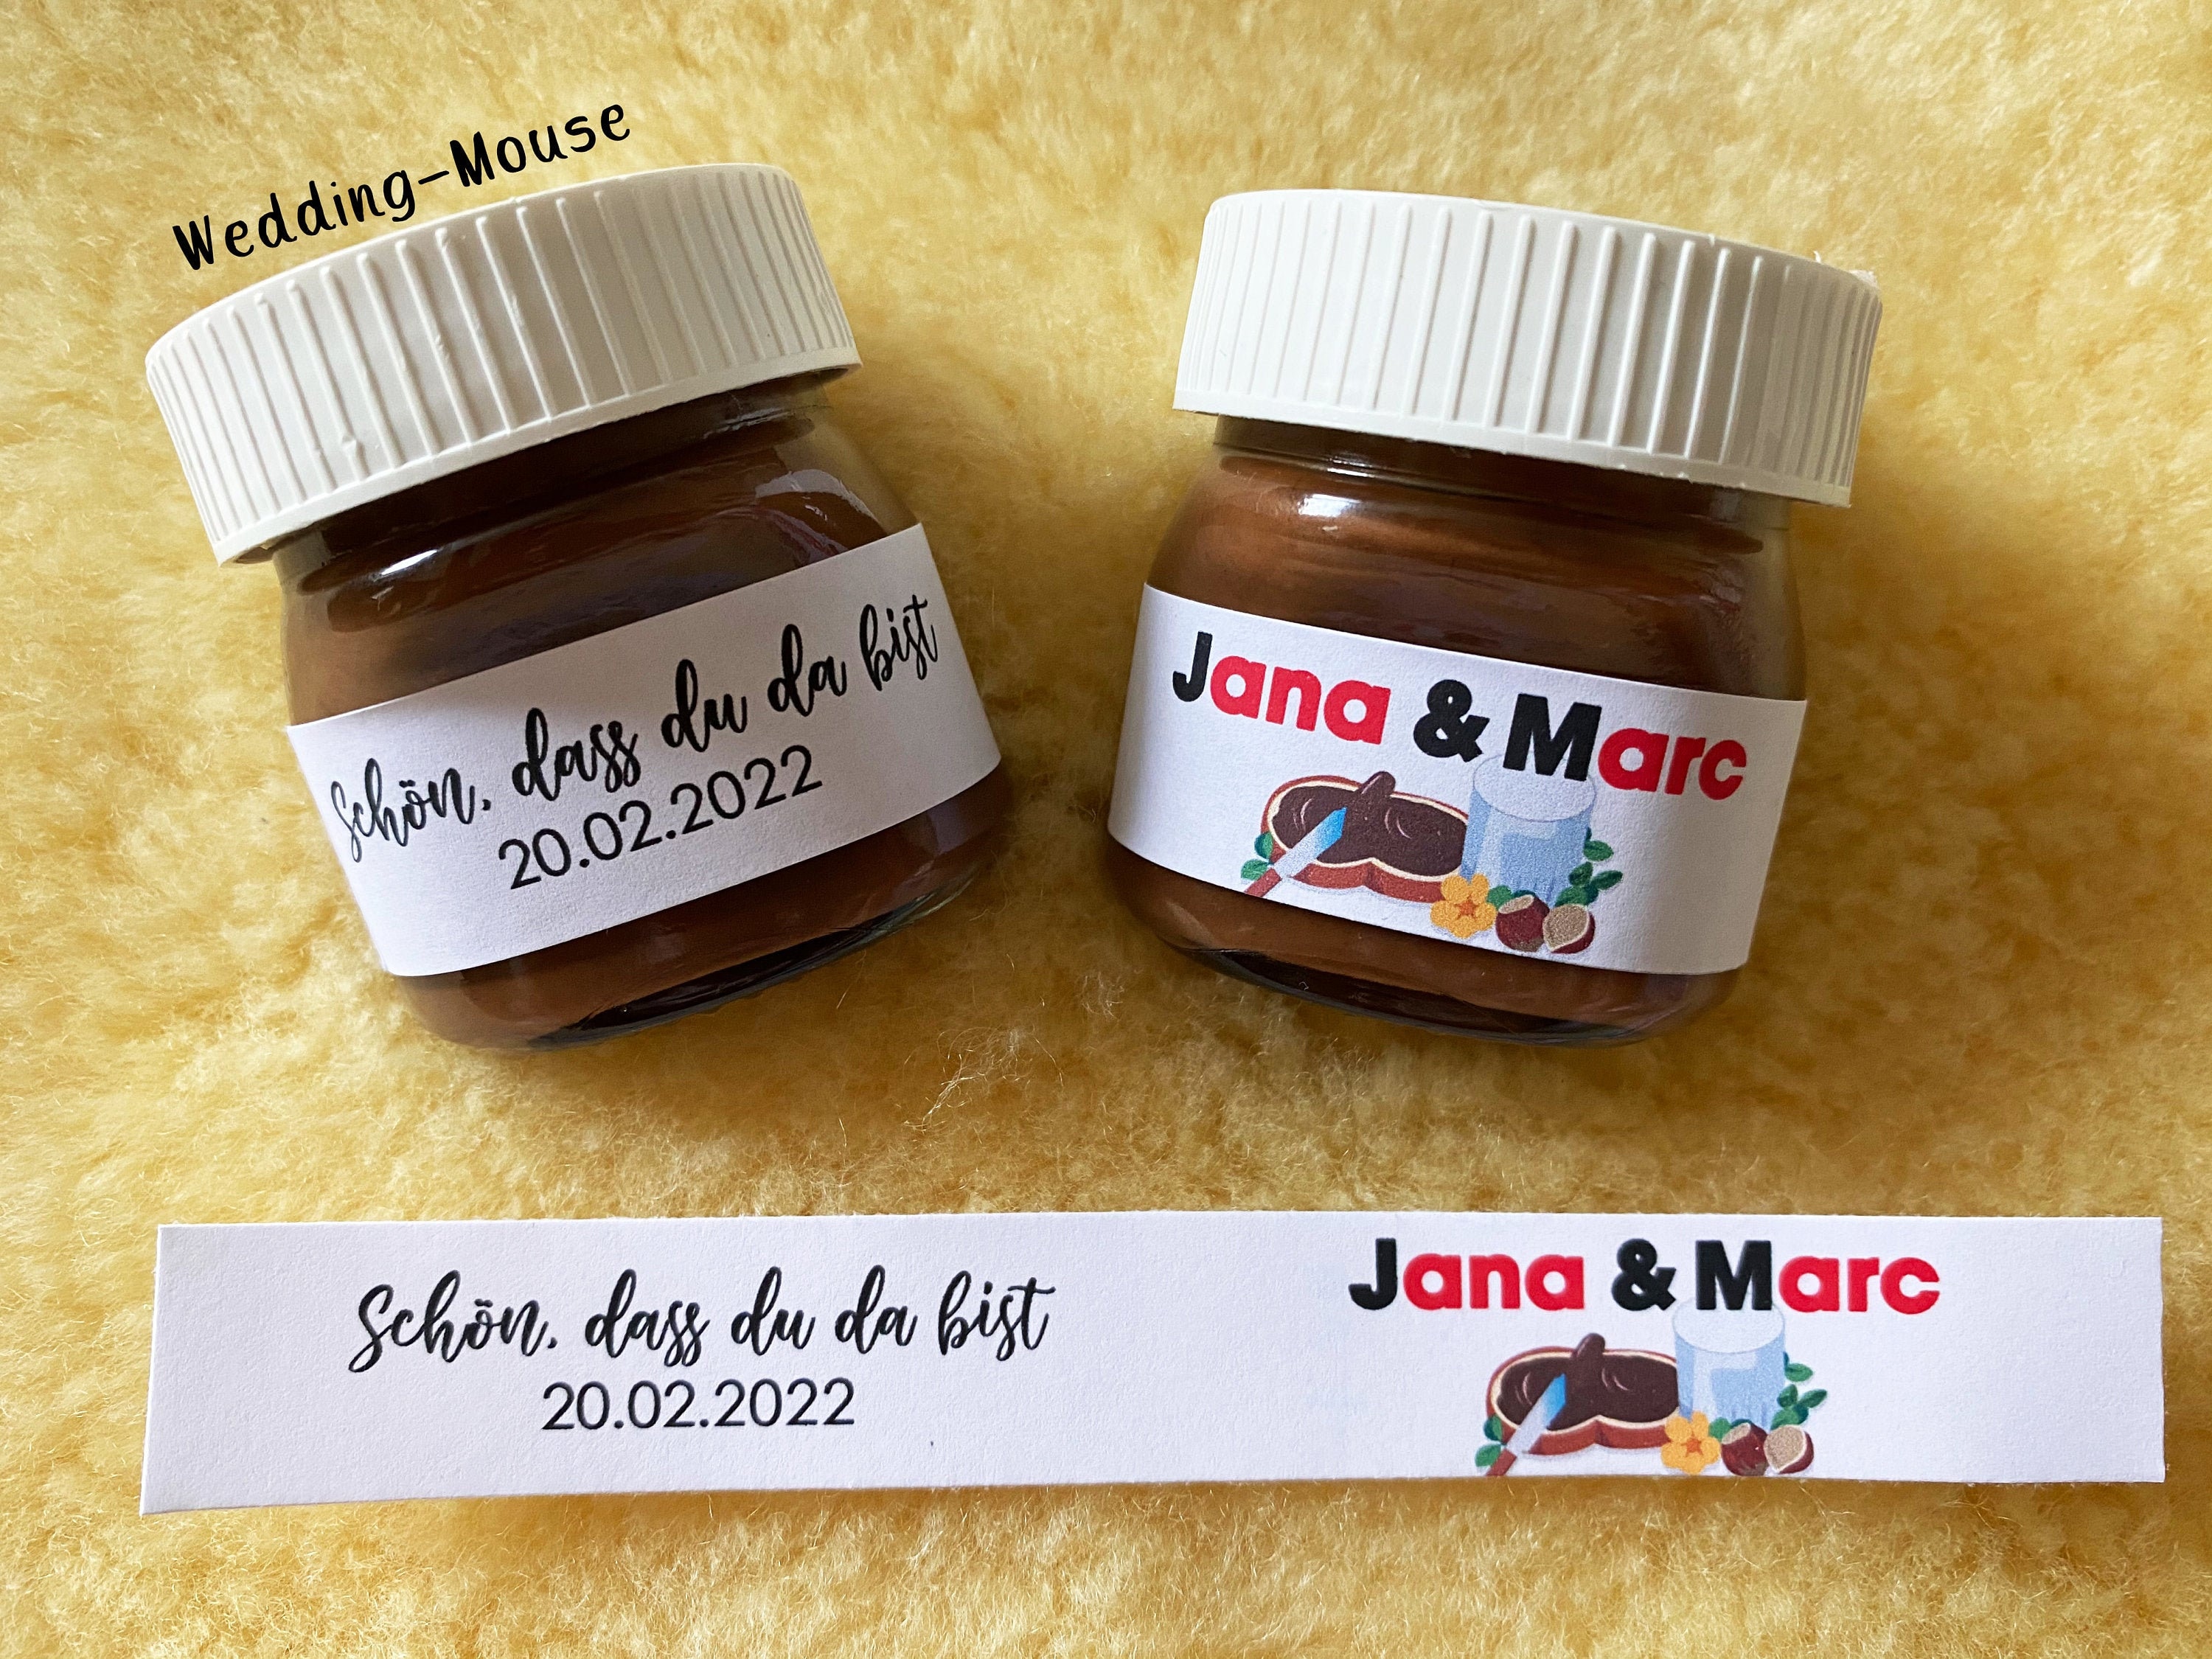 Wedding-Mouse
Schön, dass du da bist
20.02.2022
Jana & Marc
Schön, dass du da bist
20.02.2022
Jana & Marc